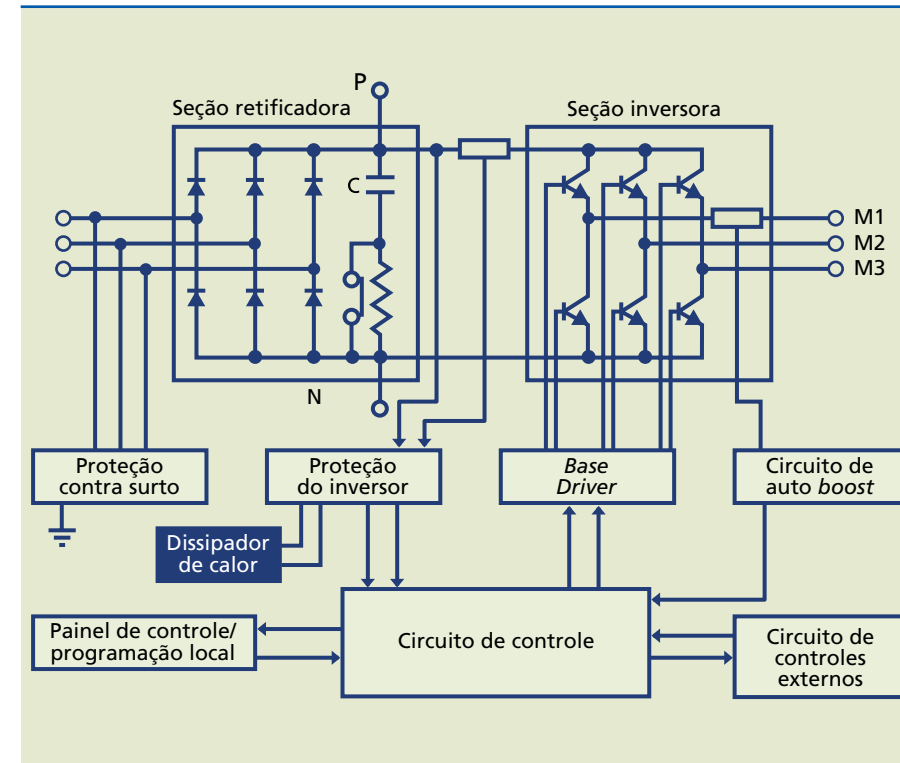 P
Seção retificadora
Seção inversora
C
M1
M2
M3
N
Proteção
contra surto
Proteção
do inversor
Base
Driver
Circuito de
auto boost
Dissipador
de calor
Painel de controle/
programação local
Circuito de controle
Circuito de
controles
externos